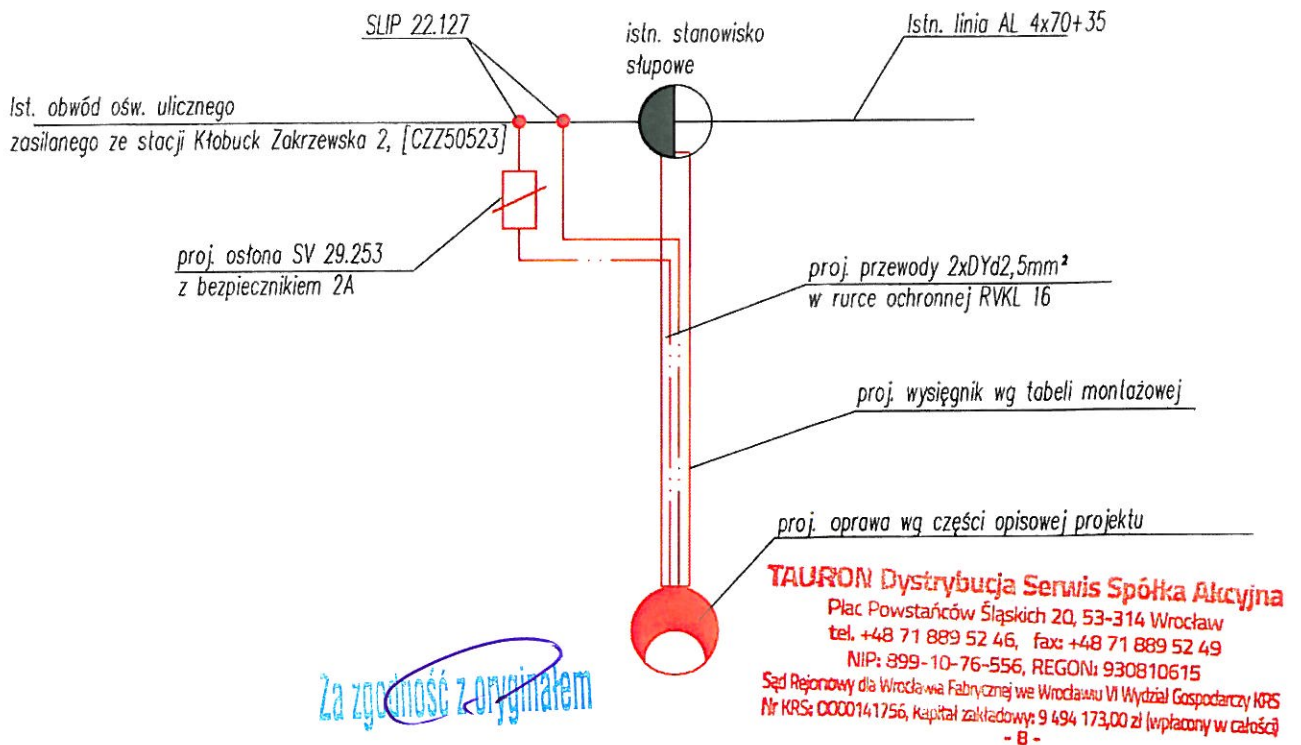 SLIP 22.127
istn. stanowisko
słupowe
Istn. linia AL 4x70+35
Ist. obwód ośw. ulicznego
zasilanego ze stacji Kłobuck Zakrzewska 2, [CZZ50523]
proj. osłona SV 29.253
z bezpiecznikiem 2A
proj. przewody 2xDYd2,5mm²
w rurce ochronnej RVKL 16
proj. wysięgnik wg tabeli montażowej
proj. oprawa wg części opisowej projektu
TAURON Dystrybucja Serwis Spółka Akcyjna
Plac Powstańców Śląskich 20, 53-314 Wrocław
tel. +48 71 889 52 46, fax: +48 71 889 52 49
NIP: 899-10-76-556, REGON: 930810615
Sąd Rejonowy dla Wrocławia Fabrycznej we Wrocławiu VI Wydział Gospodarczy KRS
Nr KRS: 0000141756, kapitał zakładowy: 9 494 173,00 zł (wpłacony w całości)
- 8 -
Za zgodność z oryginałem